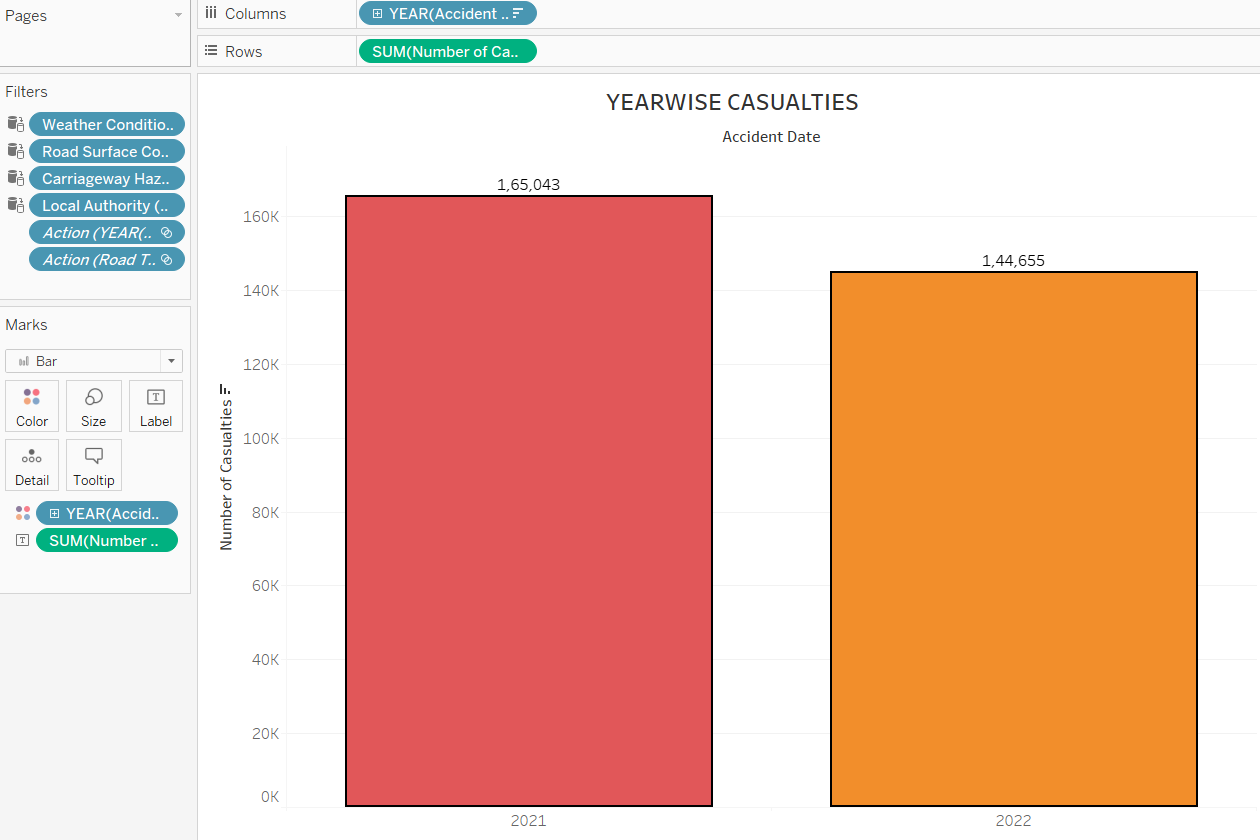 Pages
Columns
YEAR(Accident ..
Rows
SUM(Number of Ca..
Filters
Weather Conditio..
Road Surface Co..
Carriageway Haz..
Local Authority (..
Action (YEAR(..
Action (Road T..
Marks
Bar
Color
Size
Label
Detail
Tooltip
YEAR(Accid..
SUM(Number ..
YEARWISE CASUALTIES
Accident Date
Number of Casualties
160K
140K
120K
100K
80K
60K
40K
20K
0K
1,65,043
1,44,655
2021
2022